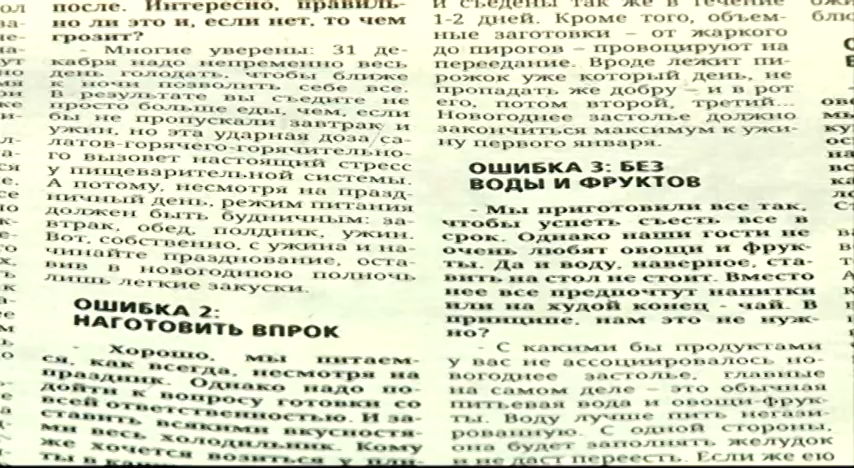 после. Интересно, правиль-
но ли это и, если нет, то чем
грозит?
- Многие уверены: 31 де-
кабря надо непременно весь
день голодать, чтобы ближе
к ночи позволить себе все.
В результате вы съедите не
просто больше еды, чем, если
бы не пропускали завтрак и
ужин, но эта ударная доза са-
латов-горячего-горячительно-
го вызовет настоящий стресс
у пищеварительной системы.
А потому, несмотря на празд-
ничный день, режим питания
должен быть будничным: за-
втрак, обед, полдник, ужин.
Вот, собственно, с ужина и на-
чинайте празднование, оста-
вив в новогоднюю полночь
лишь легкие закуски.
ОШИБКА 2:
НАГОТОВИТЬ ВПРОК
- Хорошо, мы питаем-
ся, как всегда, несмотря на
праздник. Однако надо по-
дойти к вопросу готовки со
всей ответственностью. И за-
ставить всякими вкусностя-
ми весь холодильник. Кому
же хочется возиться у пли-
ты в
и съедены так же в течение
1-2 дней. Кроме того, объем-
ные заготовки - от жаркого
до пирогов - провоцируют на
переедание. Вроде лежит пи-
рожок уже который день, не
пропадать же добру - и в рот
его, потом второй, третий...
Новогоднее застолье должно
закончиться максимум к ужи-
ну первого января.
ОШИБКА 3: БЕЗ
ВОДЫ И ФРУКТОВ
- Мы приготовили все так,
чтобы успеть съесть все в
срок. Однако наши гости не
очень любят овощи и фрук-
ты. Да и воду, наверное, ста-
вить на стол не стоит. Вместо
нее все предпочтут напитки
или на худой конец - чай. В
принципе, нам это не нуж-
но?
- С какими бы продуктами
у вас не ассоциировалось но-
вогоднее застолье, главные
на самом деле - это обычная
питьевая вода и овощи-фрук-
ты. Воду лучше пить негази-
рованную. С одной стороны,
она будет заполнять желудок
и не даст переесть. Если же ею